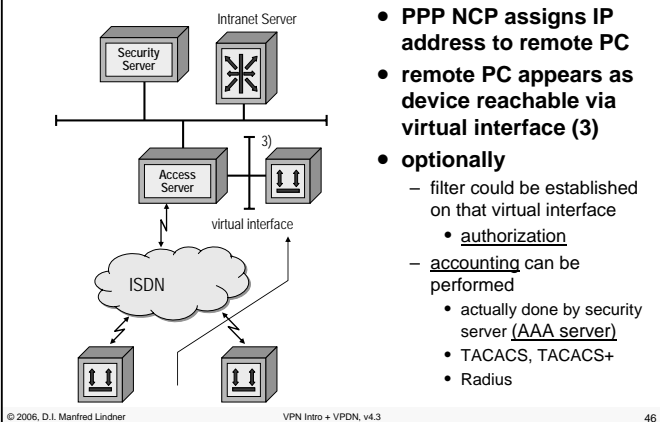 Intranet Server
Security
Server
3)
Access
Server
virtual interface
ISDN
• PPP NCP assigns IP
address to remote PC
• remote PC appears as
device reachable via
virtual interface (3)
• optionally
– filter could be established
on that virtual interface
• authorization
– accounting can be
performed
• actually done by security
server (AAA server)
• TACACS, TACACS+
• Radius
© 2006, D.I. Manfred Lindner
VPN Intro + VPDN, v4.3
46